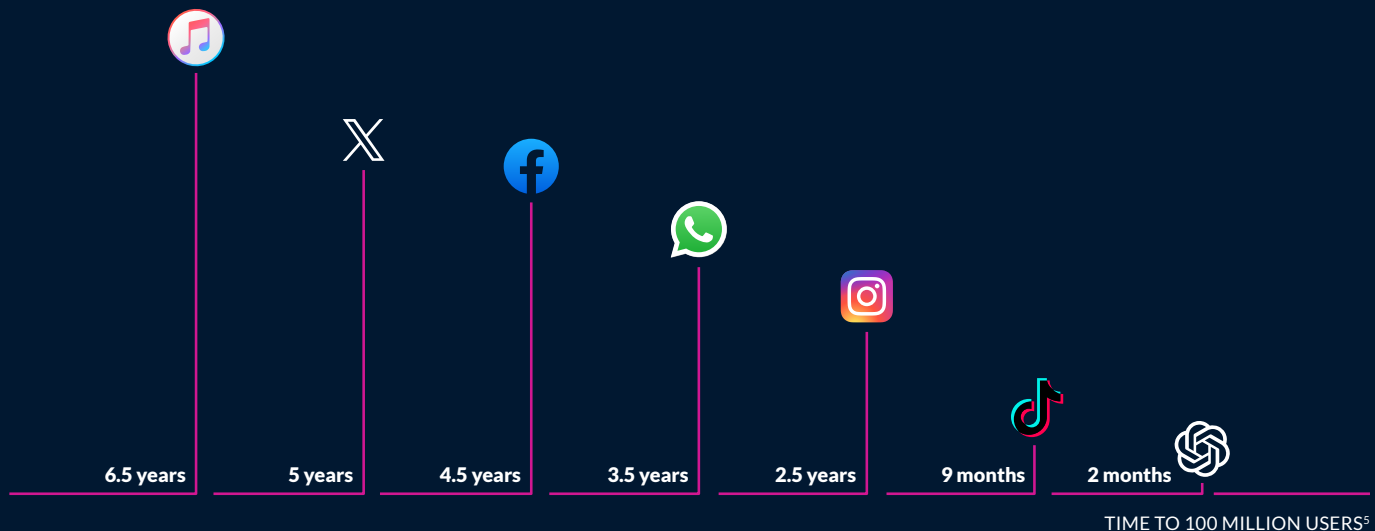 6.5 years
5 years
4.5 years
3.5 years
2.5 years
9 months
2 months
TIME TO 100 MILLION USERS⁵